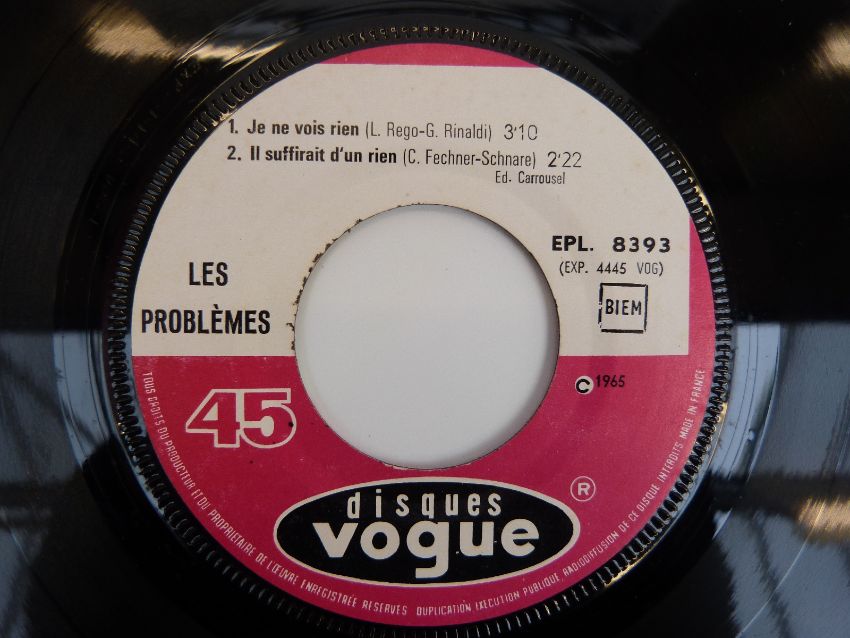 1. Je ne vois rien (L. Rego-G. Rinaldi) 3'10
2. Il suffirait d'un rien (C. Fechner-Schnare) 2'22
Ed. Carrousel
LES
PROBLÈMES
EPL. 8393
(EXP. 4445 VOG)
BIEM
45
© 1965
disques
vogue
®
TOUS DROITS DU PRODUCTEUR ET DU PROPRIETAIRE DE L'ŒUVRE ENREGISTRÉE RESERVES DUPLICATION EXECUTION PUBLIQUE, RADIODIFFUSION DE CE DISQUE INTERDITS MADE IN FRANCE